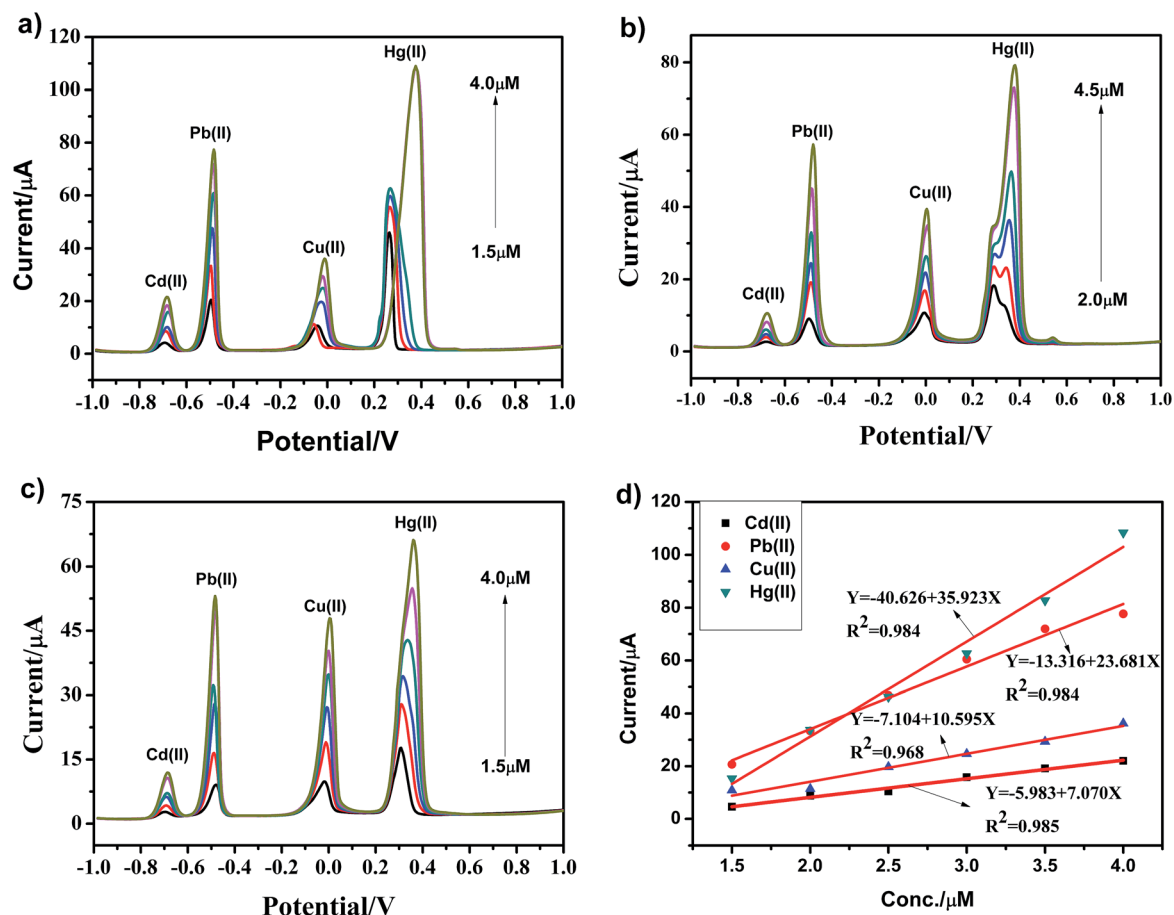 a)
120
100
80
60
40
20
0
Current/μA
Hg(II)
4.0μM
Pb(II)
Cu(II)
1.5μM
Cd(II)
-1.0 -0.8 -0.6 -0.4 -0.2 0.0 0.2 0.4 0.6 0.8 1.0
Potential/V
b)
80
60
40
20
0
Current/μA
Hg(II)
4.5μM
Pb(II)
Cu(II)
Cd(II)
2.0μM
-1.0 -0.8 -0.6 -0.4 -0.2 0.0 0.2 0.4 0.6 0.8 1.0
Potential/V
c)
75
60
45
30
15
0
Current/μA
Hg(II)
Pb(II)
4.0μM
Cu(II)
Cd(II)
1.5μM
-1.0 -0.8 -0.6 -0.4 -0.2 0.0 0.2 0.4 0.6 0.8 1.0
Potential/V
d)
120
100
80
60
40
20
0
Current/μA
Cd(II)
Pb(II)
Cu(II)
Hg(II)
Y=-40.626+35.923X
R²=0.984
Y=-13.316+23.681X
R²=0.984
Y=-7.104+10.595X
R²=0.968
Y=-5.983+7.070X
R²=0.985
1.5 2.0 2.5 3.0 3.5 4.0
Conc./μM